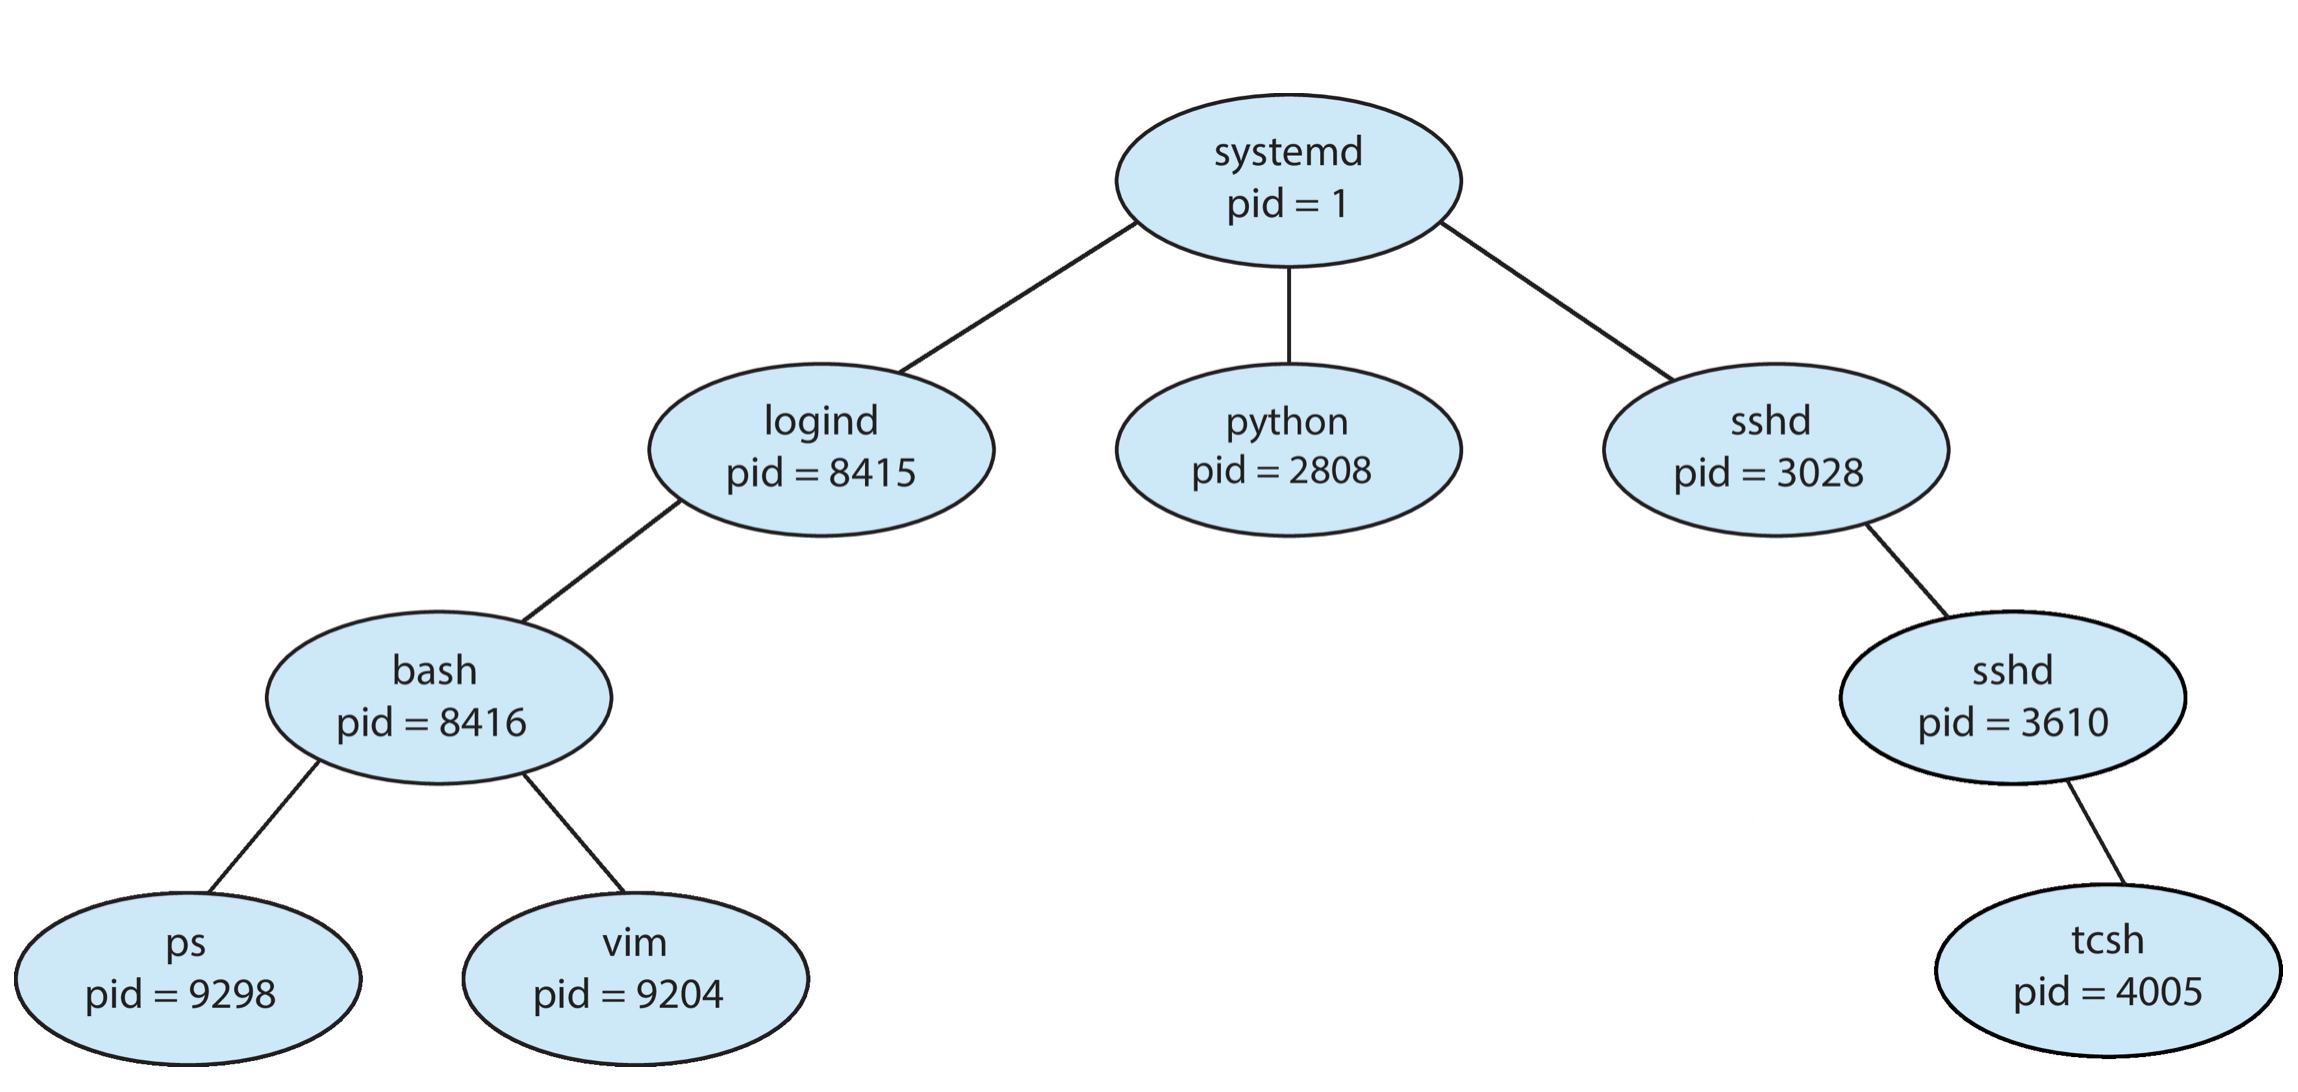 systemd
pid = 1
logind
pid = 8415
python
pid = 2808
sshd
pid = 3028
bash
pid = 8416
sshd
pid = 3610
ps
pid = 9298
vim
pid = 9204
tcsh
pid = 4005